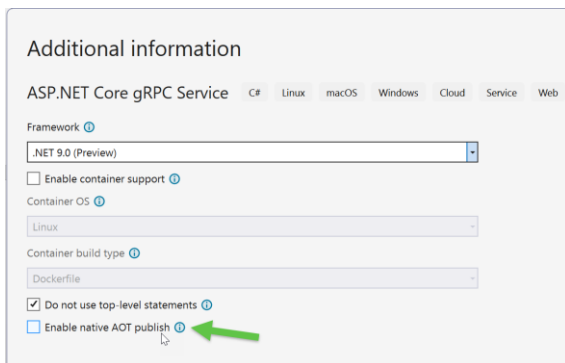 Additional information
ASP.NET Core gRPC Service C# Linux macOS Windows Cloud Service Web
Framework
.NET 9.0 (Preview)
Enable container support
Container OS
Linux
Container build type
Dockerfile
Do not use top-level statements
Enable native AOT publish